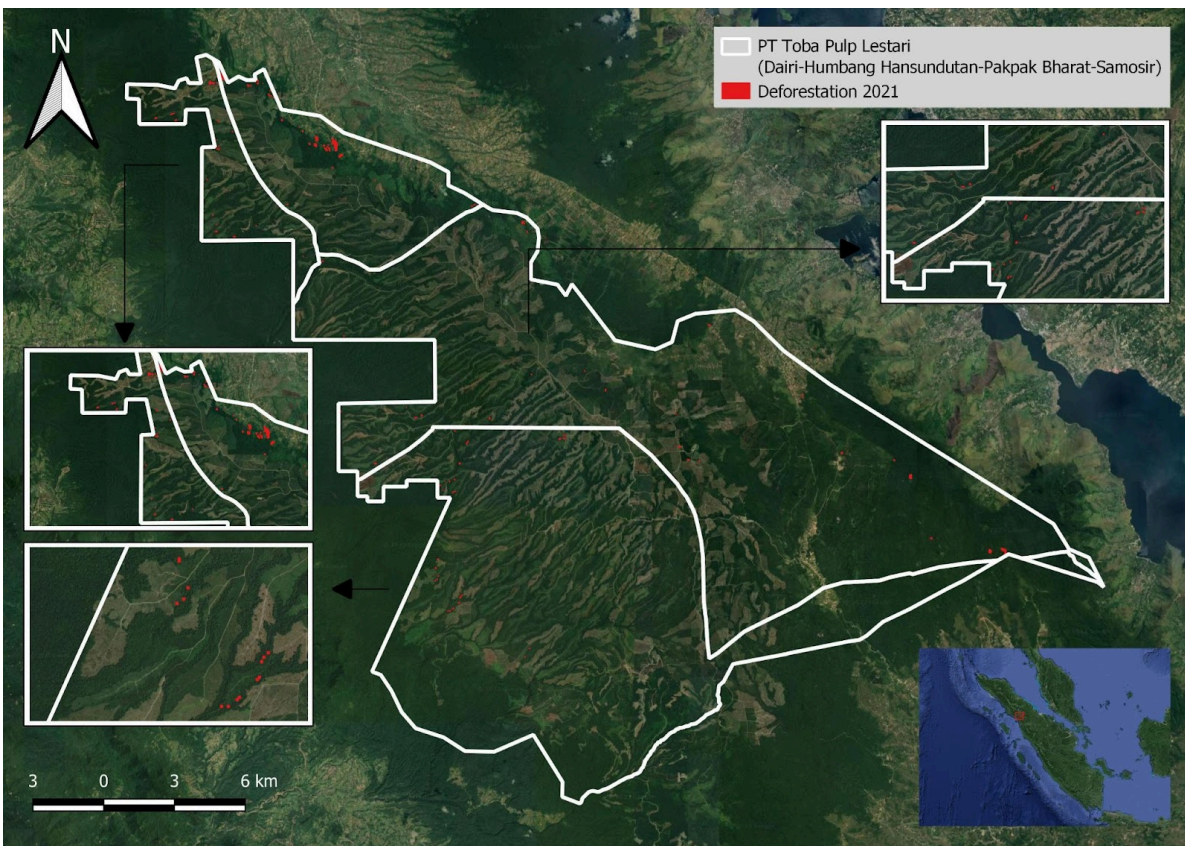 N
PT Toba Pulp Lestari
(Dairi-Humbang Hansundutan-Pakpak Bharat-Samosir)
Deforestation 2021
3 0 3 6 km